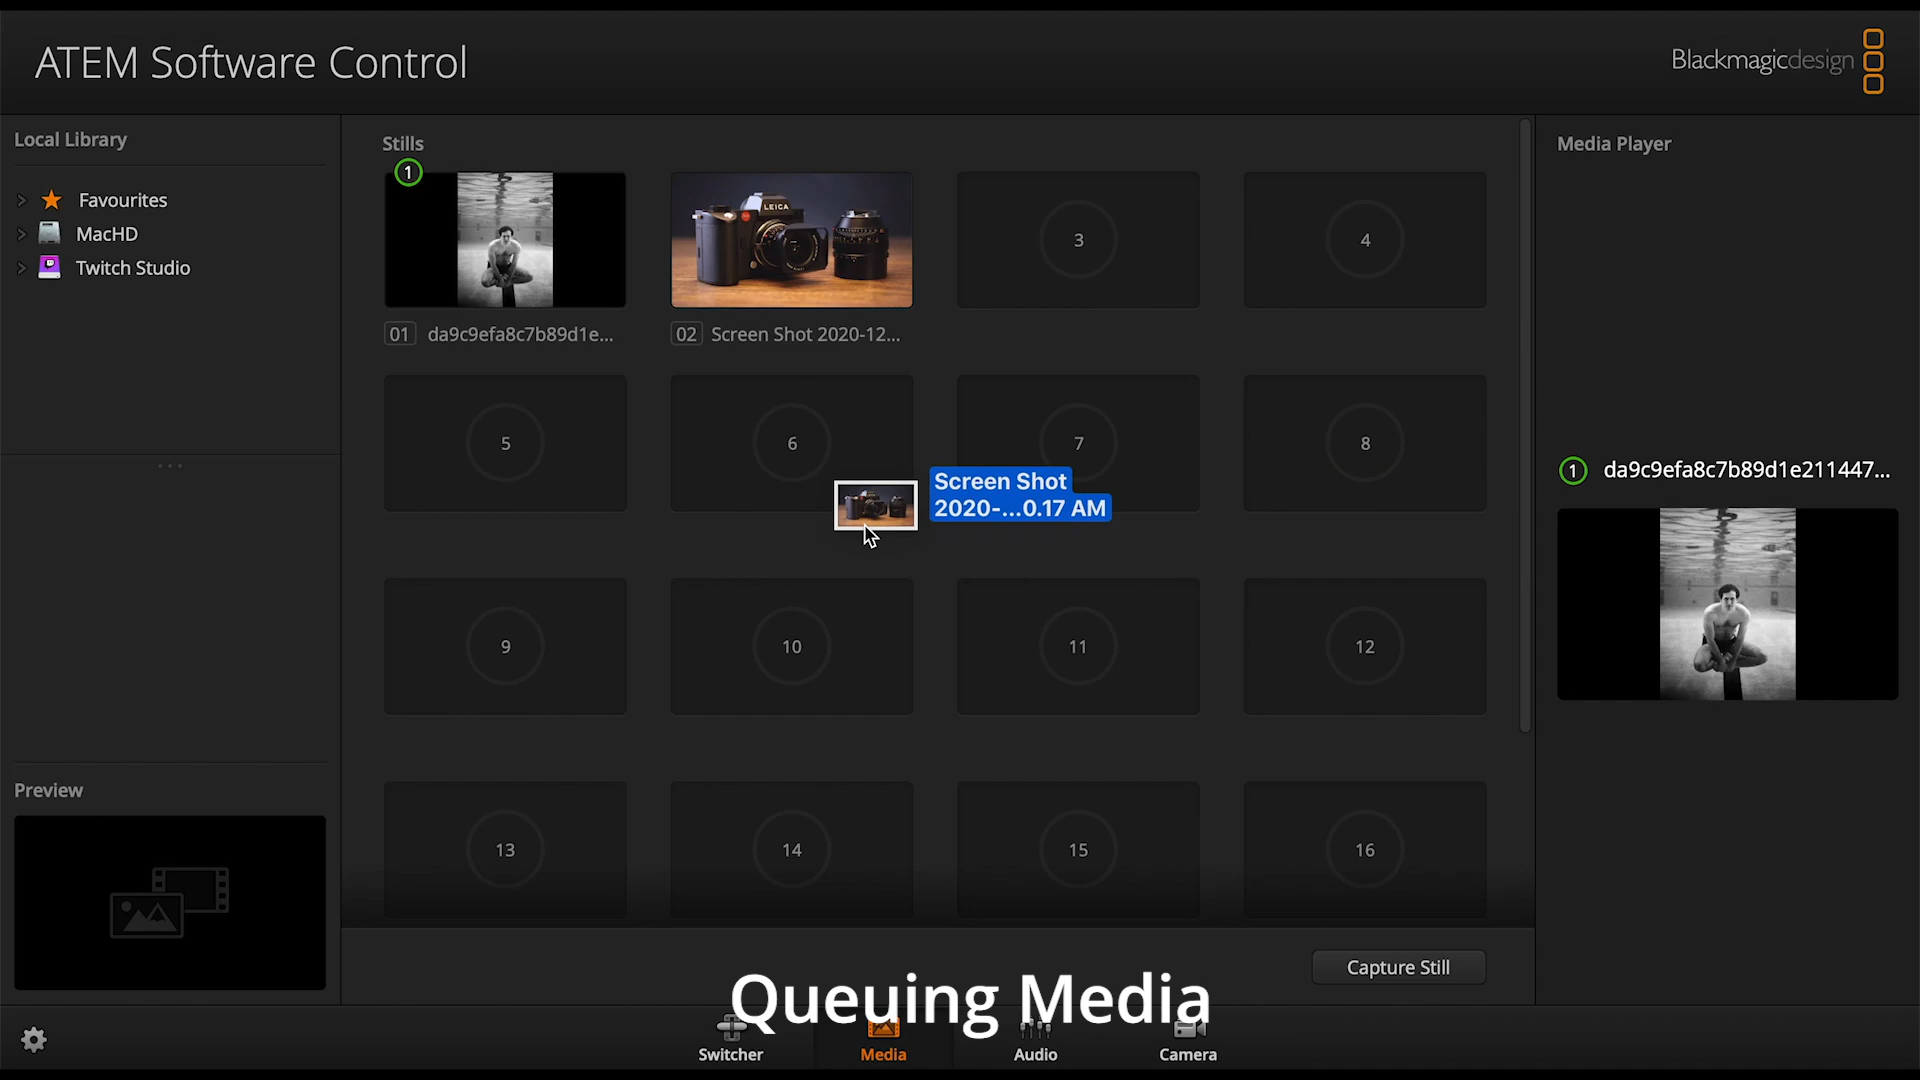 ATEM Software Control
Blackmagicdesign
Local Library
Favourites
MacHD
Twitch Studio
Stills
1
LEICA
3
4
01 da9c9efa8c7b89d1e...
02 Screen Shot 2020-12...
5
6
7
8
Screen Shot
2020-...0.17 AM
9
10
11
12
13
14
15
16
Capture Still
Media Player
1 da9c9efa8c7b89d1e211447...
Preview
Queuing Media
Switcher
Media
Audio
Camera